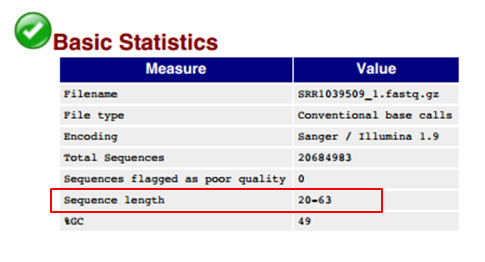 Basic Statistics
Measure Value
Filename SRR1039509_1.fastq.gz
File type Conventional base calls
Encoding Sanger / Illumina 1.9
Total Sequences 20684983
Sequences flagged as poor quality 0
Sequence length 20-63
%GC 49